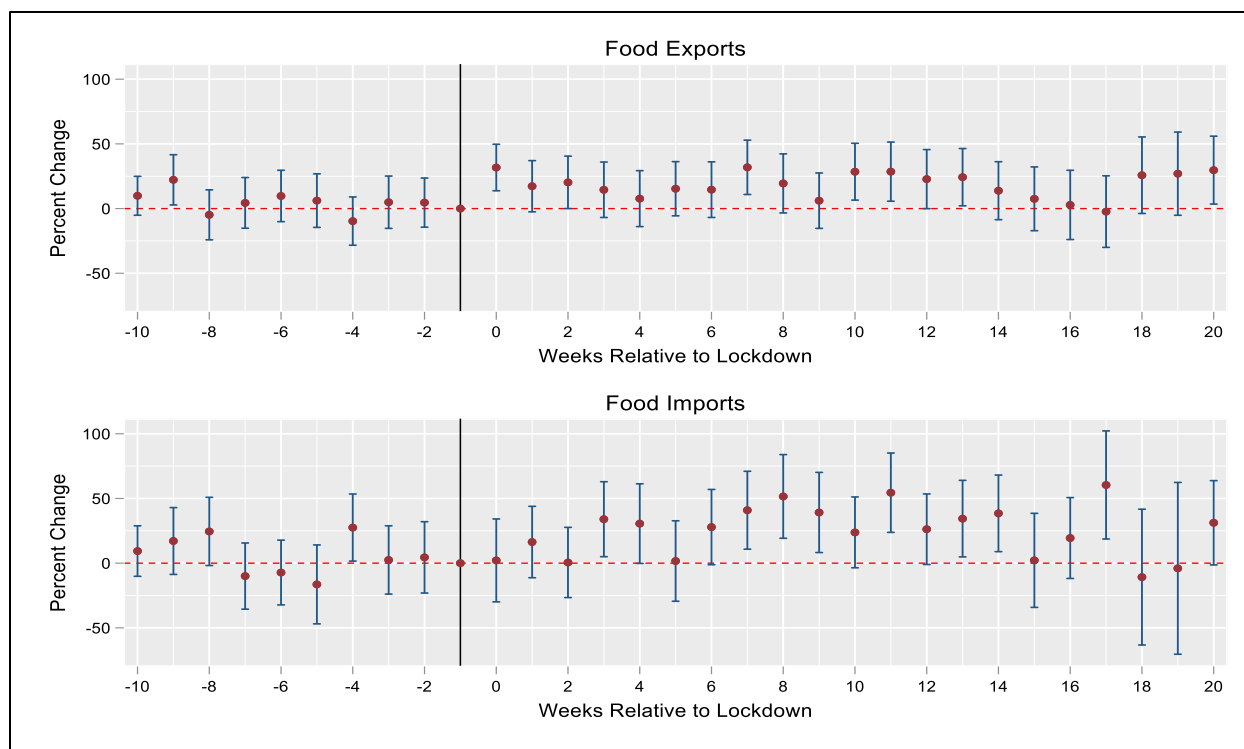 Food Exports
Percent Change
100
50
0
-50
-10 -8 -6 -4 -2 0 2 4 6 8 10 12 14 16 18 20
Weeks Relative to Lockdown
Food Imports
Percent Change
100
50
0
-50
-10 -8 -6 -4 -2 0 2 4 6 8 10 12 14 16 18 20
Weeks Relative to Lockdown